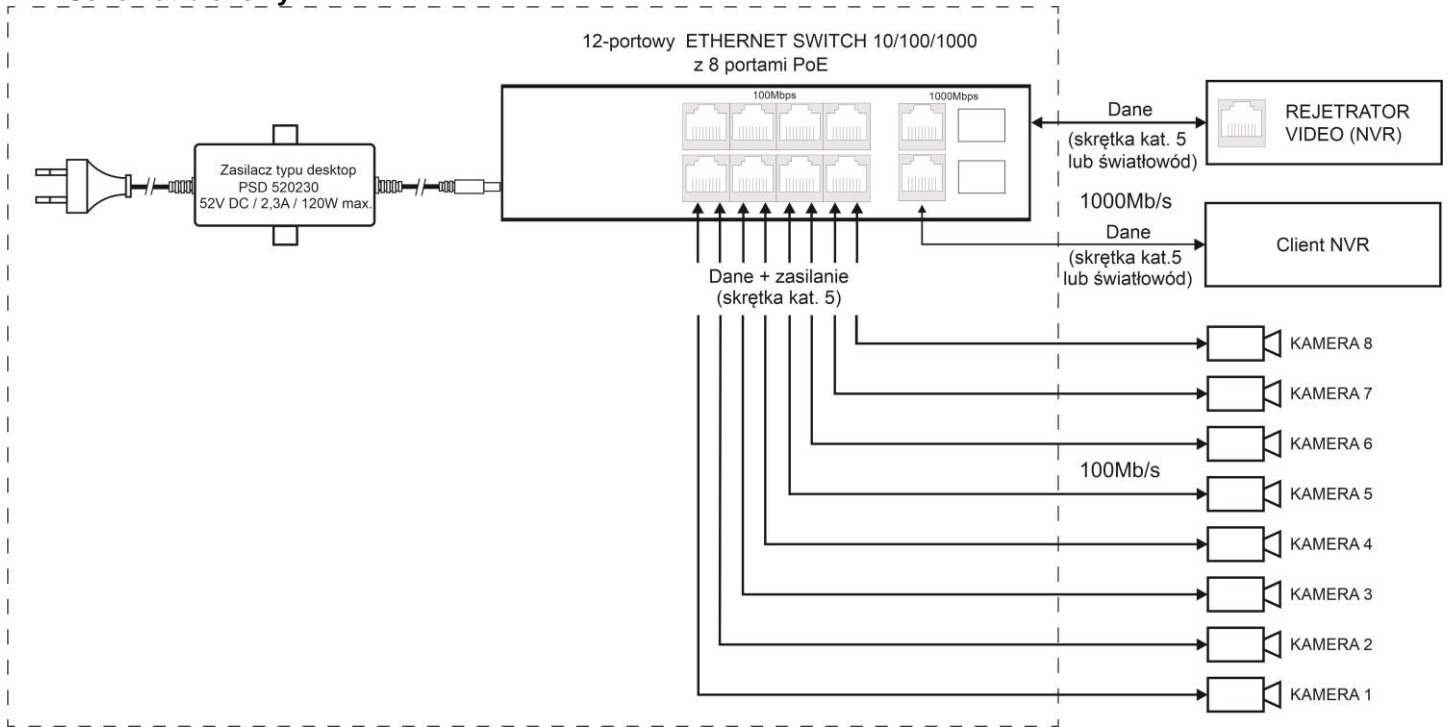 12-portowy ETHERNET SWITCH 10/100/1000
z 8 portami PoE
100Mbps
1000Mbps
Zasilacz typu desktop
PSD 520230
52V DC / 2,3A / 120W max.
Dane
(skrętka kat. 5
lub światłowód)
REJETRATOR
VIDEO (NVR)
1000Mb/s
Dane
(skrętka kat.5
lub światłowód)
Client NVR
Dane + zasilanie
(skrętka kat. 5)
KAMERA 8
KAMERA 7
KAMERA 6
100Mb/s
KAMERA 5
KAMERA 4
KAMERA 3
KAMERA 2
KAMERA 1